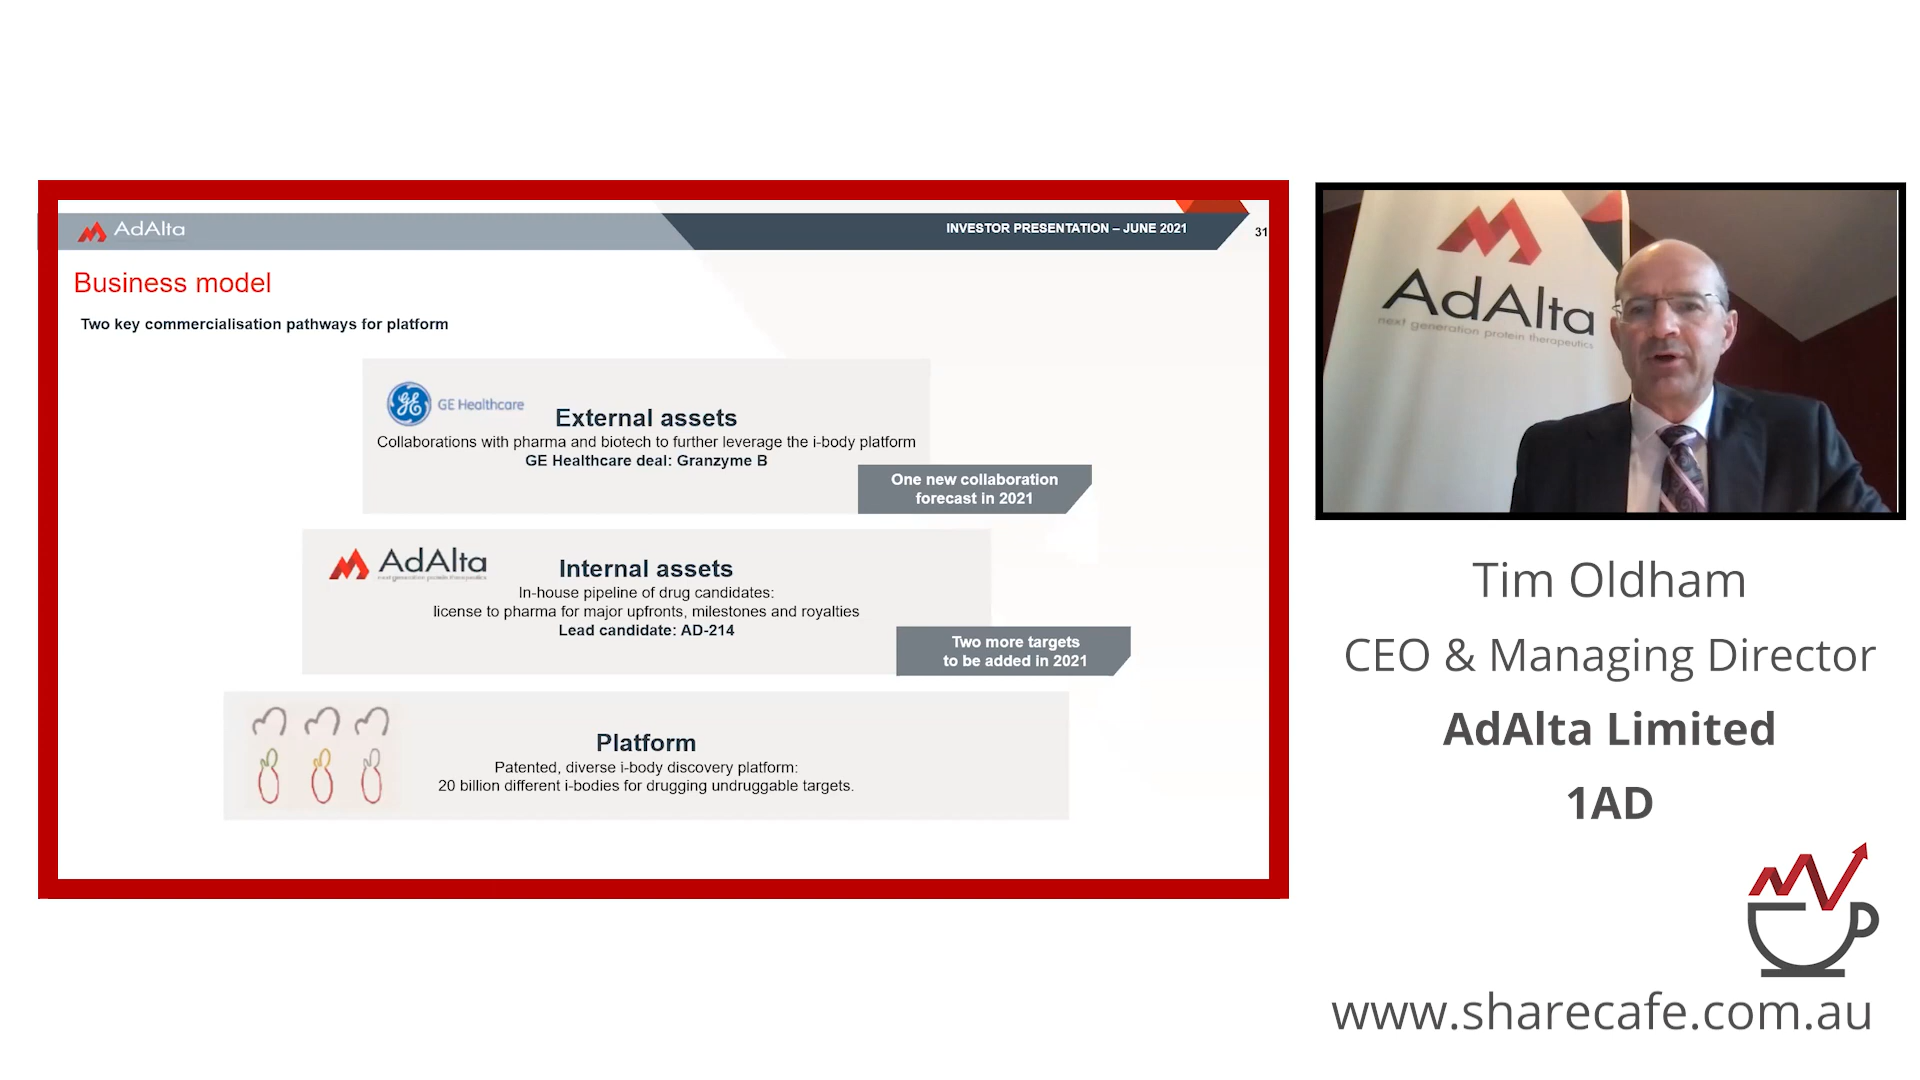 AdAlta
INVESTOR PRESENTATION – JUNE 2021
31
Business model
Two key commercialisation pathways for platform
GE Healthcare
External assets
Collaborations with pharma and biotech to further leverage the i-body platform
GE Healthcare deal: Granzyme B
One new collaboration
forecast in 2021
AdAlta
next generation protein therapeutics
Internal assets
In-house pipeline of drug candidates:
license to pharma for major upfronts, milestones and royalties
Lead candidate: AD-214
Two more targets
to be added in 2021
Platform
Patented, diverse i-body discovery platform:
20 billion different i-bodies for drugging undruggable targets.
AdAlta
next generation protein therapeutics
Tim Oldham
CEO & Managing Director
AdAlta Limited
1AD
www.sharecafe.com.au